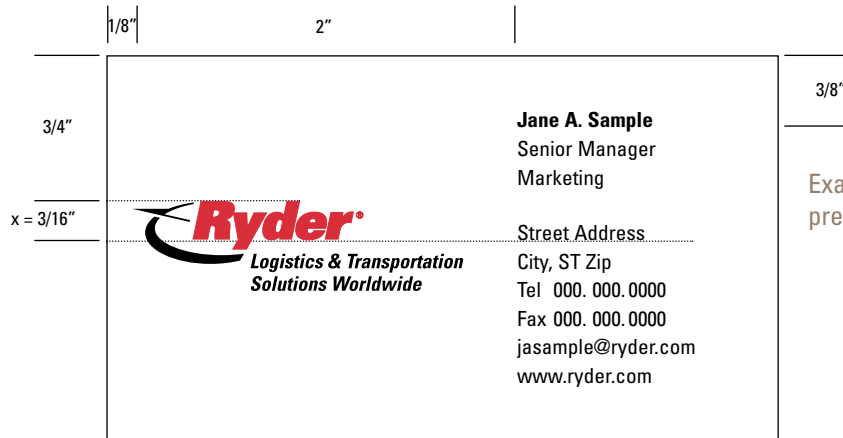 1/8" 2"
3/8"
3/4"
Jane A. Sample
Senior Manager
Marketing
x = 3/16"
Ryder®
Logistics & Transportation
Solutions Worldwide
Street Address
City, ST Zip
Tel 000. 000. 0000
Fax 000. 000. 0000
jasample@ryder.com
www.ryder.com